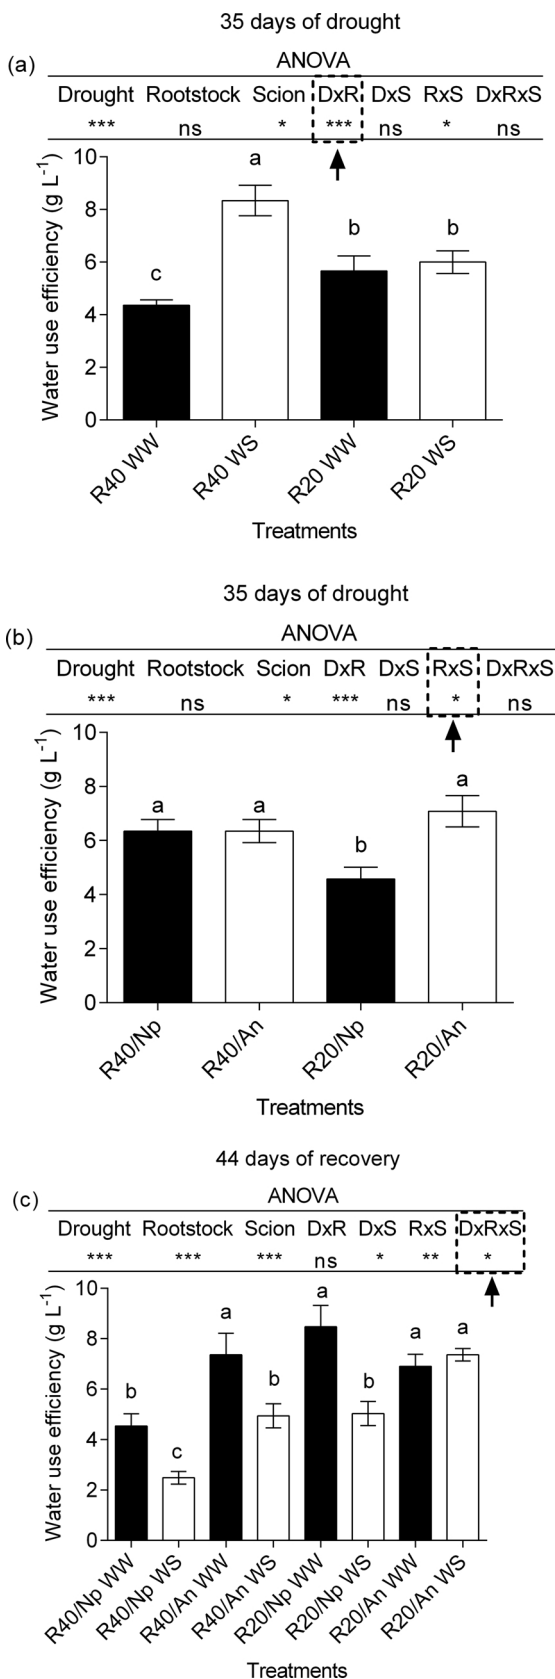 35 days of drought
(a)
ANOVA
Drought Rootstock Scion DxR DxS RxS DxRxS
*** ns * *** ns * ns
Water use efficiency (g L-1)
10
8
6
4
2
0
c
a
b
b
R40 WW
R40 WS
R20 WW
R20 WS
Treatments
35 days of drought
(b)
ANOVA
Drought Rootstock Scion DxR DxS RxS DxRxS
*** ns * *** ns * ns
Water use efficiency (g L-1)
10
8
6
4
2
0
a
a
b
a
R40/Np
R40/An
R20/Np
R20/An
Treatments
44 days of recovery
(c)
ANOVA
Drought Rootstock Scion DxR DxS RxS DxRxS
*** *** *** ns * ** *
Water use efficiency (g L-1)
10
8
6
4
2
0
b
c
a
b
a
b
a
a
R40/Np WW
R40/Np WS
R40/An WW
R40/An WS
R20/Np WW
R20/Np WS
R20/An WW
R20/An WS
Treatments